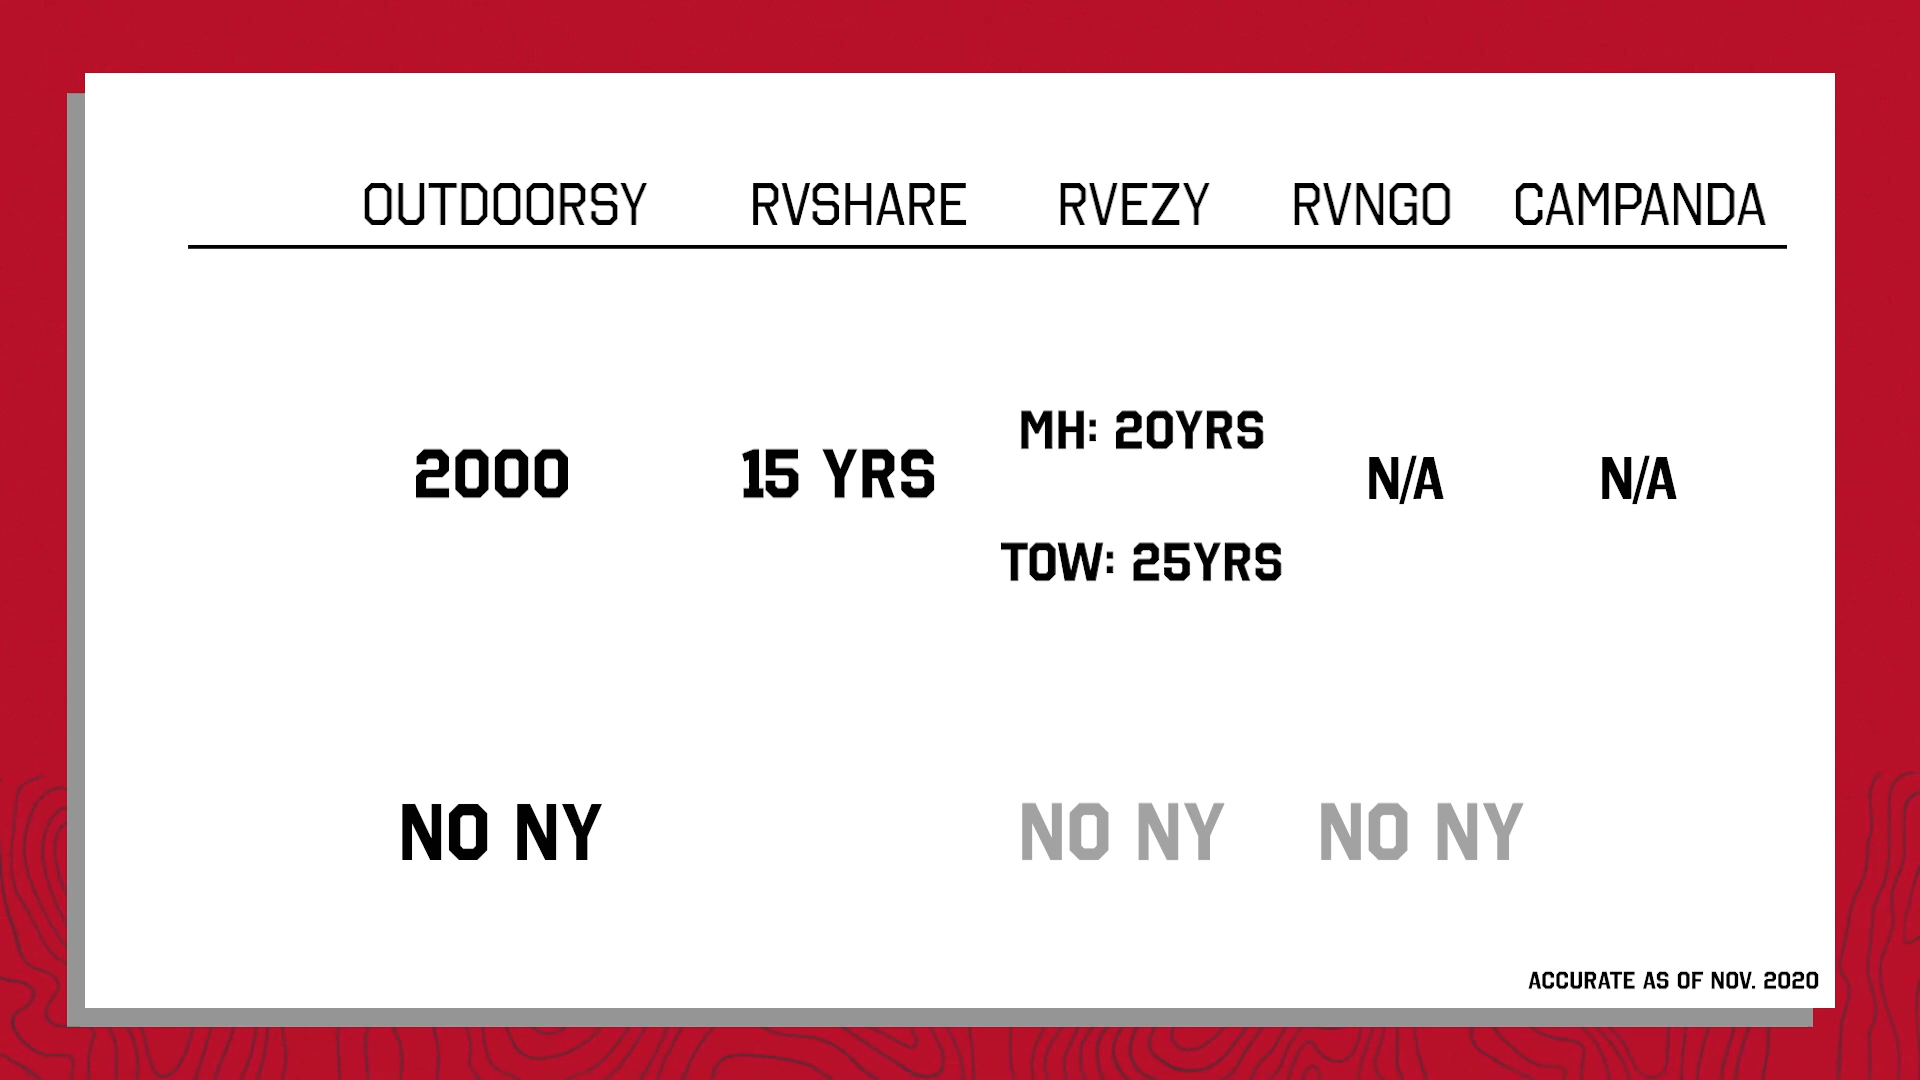 OUTDOORSY RVSHARE RVEZY RVNGO CAMPANDA
2000 15 YRS MH: 20YRS N/A N/A
TOW: 25YRS
NO NY NO NY NO NY
ACCURATE AS OF NOV. 2020